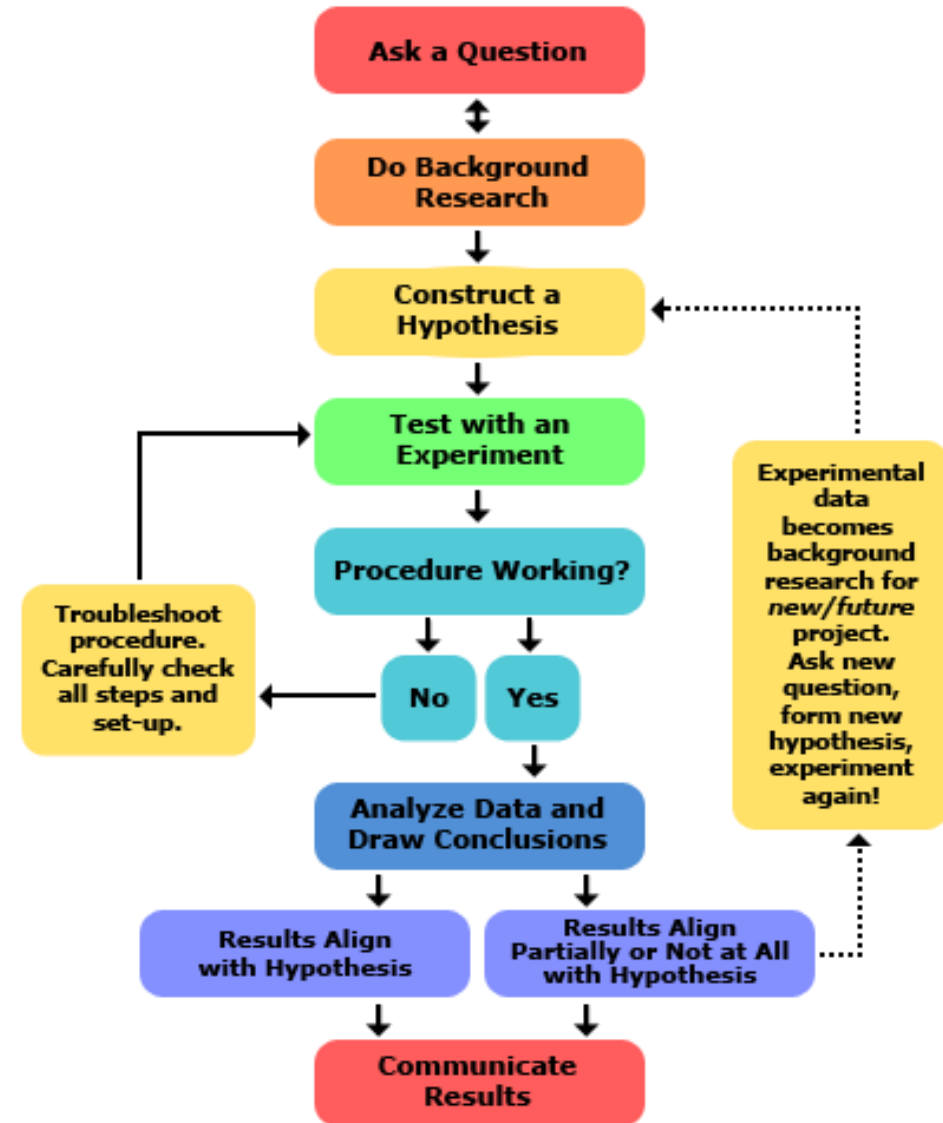 Ask a Question
Do Background
Research
Construct a
Hypothesis
Test with an
Experiment
Procedure Working?
Troubleshoot
procedure.
Carefully check
all steps and
set-up.
No
Yes
Experimental
data
becomes
background
research for
new/future
project.
Ask new
question,
form new
hypothesis,
experiment
again!
Analyze Data and
Draw Conclusions
Results Align
with Hypothesis
Results Align
Partially or Not at All
with Hypothesis
Communicate
Results